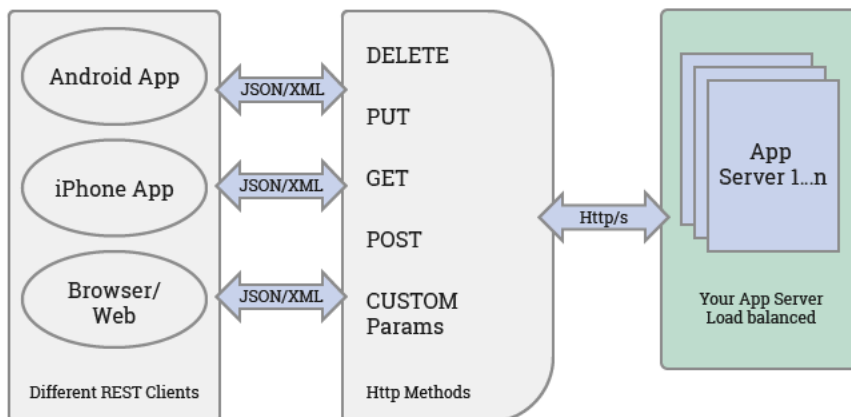 Android App
iPhone App
Browser/
Web
Different REST Clients
JSON/XML
JSON/XML
JSON/XML
DELETE
PUT
GET
POST
CUSTOM
Params
Http Methods
Http/s
App
Server 1...n
Your App Server
Load balanced